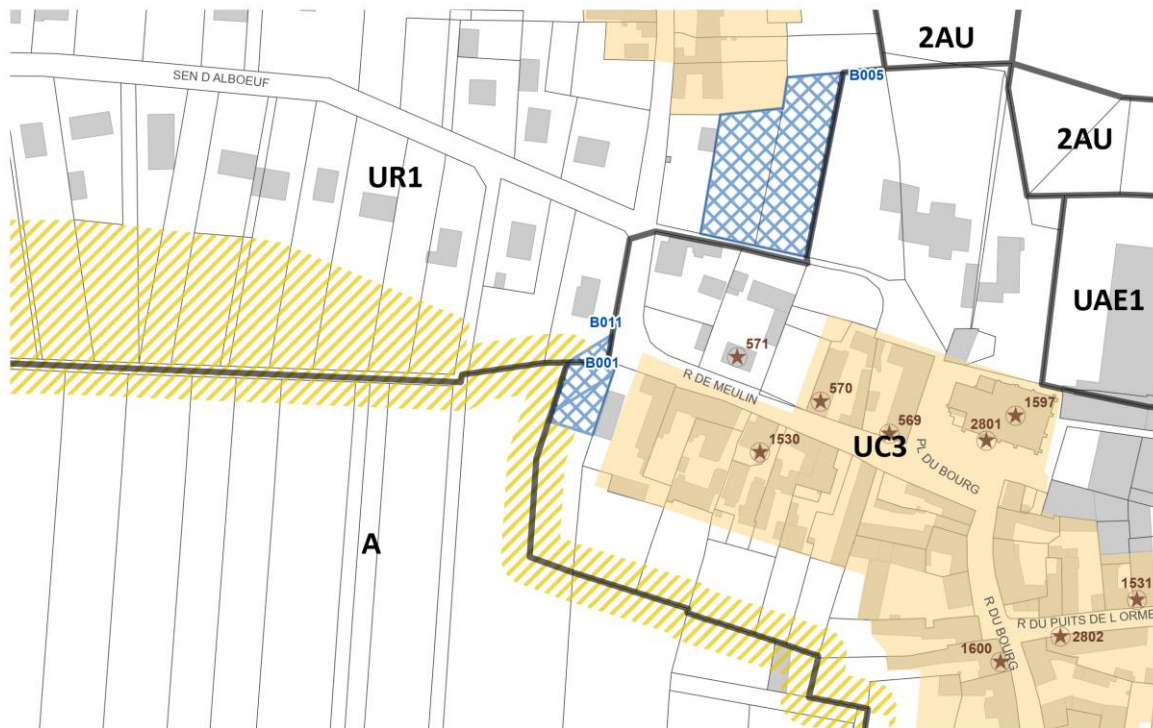 2AU
SEN D ALBOEUF
B005
2AU
UR1
UAE1
B011
B001
571
R DE MEULIN
570
1597
569
2801
1530
UC3
PL DU BOURG
A
1531
R DU BOURG
R DU PUITS DE L ORME
2802
1600